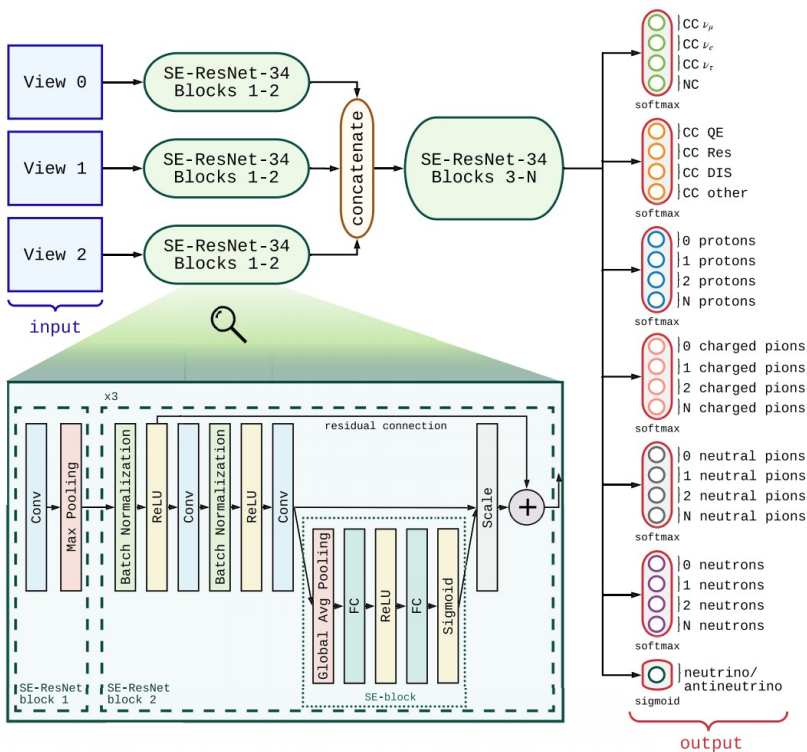 View 0
SE-ResNet-34
Blocks 1-2
View 1
SE-ResNet-34
Blocks 1-2
View 2
SE-ResNet-34
Blocks 1-2
input
concatenate
SE-ResNet-34
Blocks 3-N
CC νμ
CC νe
CC ντ
NC
softmax
CC QE
CC Res
CC DIS
CC other
softmax
0 protons
1 protons
2 protons
N protons
softmax
0 charged pions
1 charged pions
2 charged pions
N charged pions
softmax
0 neutral pions
1 neutral pions
2 neutral pions
N neutral pions
softmax
0 neutrons
1 neutrons
2 neutrons
N neutrons
softmax
neutrino/
antineutrino
sigmoid
output
x3
residual connection
Conv
Max Pooling
Batch Normalization
ReLU
Conv
Batch Normalization
ReLU
Conv
Scale
+
Global Avg Pooling
FC
ReLU
FC
Sigmoid
SE-block
SE-ResNet
block 1
SE-ResNet
block 2